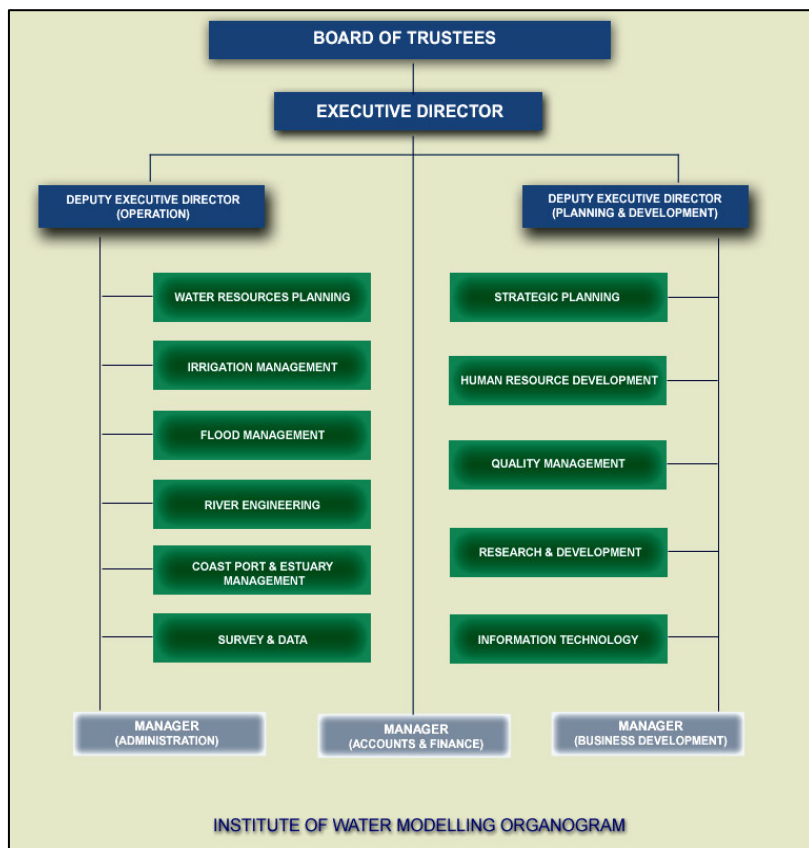 BOARD OF TRUSTEES
EXECUTIVE DIRECTOR
DEPUTY EXECUTIVE DIRECTOR
(OPERATION)
DEPUTY EXECUTIVE DIRECTOR
(PLANNING & DEVELOPMENT)
WATER RESOURCES PLANNING
IRRIGATION MANAGEMENT
FLOOD MANAGEMENT
RIVER ENGINEERING
COAST PORT & ESTUARY
MANAGEMENT
SURVEY & DATA
STRATEGIC PLANNING
HUMAN RESOURCE DEVELOPMENT
QUALITY MANAGEMENT
RESEARCH & DEVELOPMENT
INFORMATION TECHNOLOGY
MANAGER
(ADMINISTRATION)
MANAGER
(ACCOUNTS & FINANCE)
MANAGER
(BUSINESS DEVELOPMENT)
INSTITUTE OF WATER MODELLING ORGANOGRAM